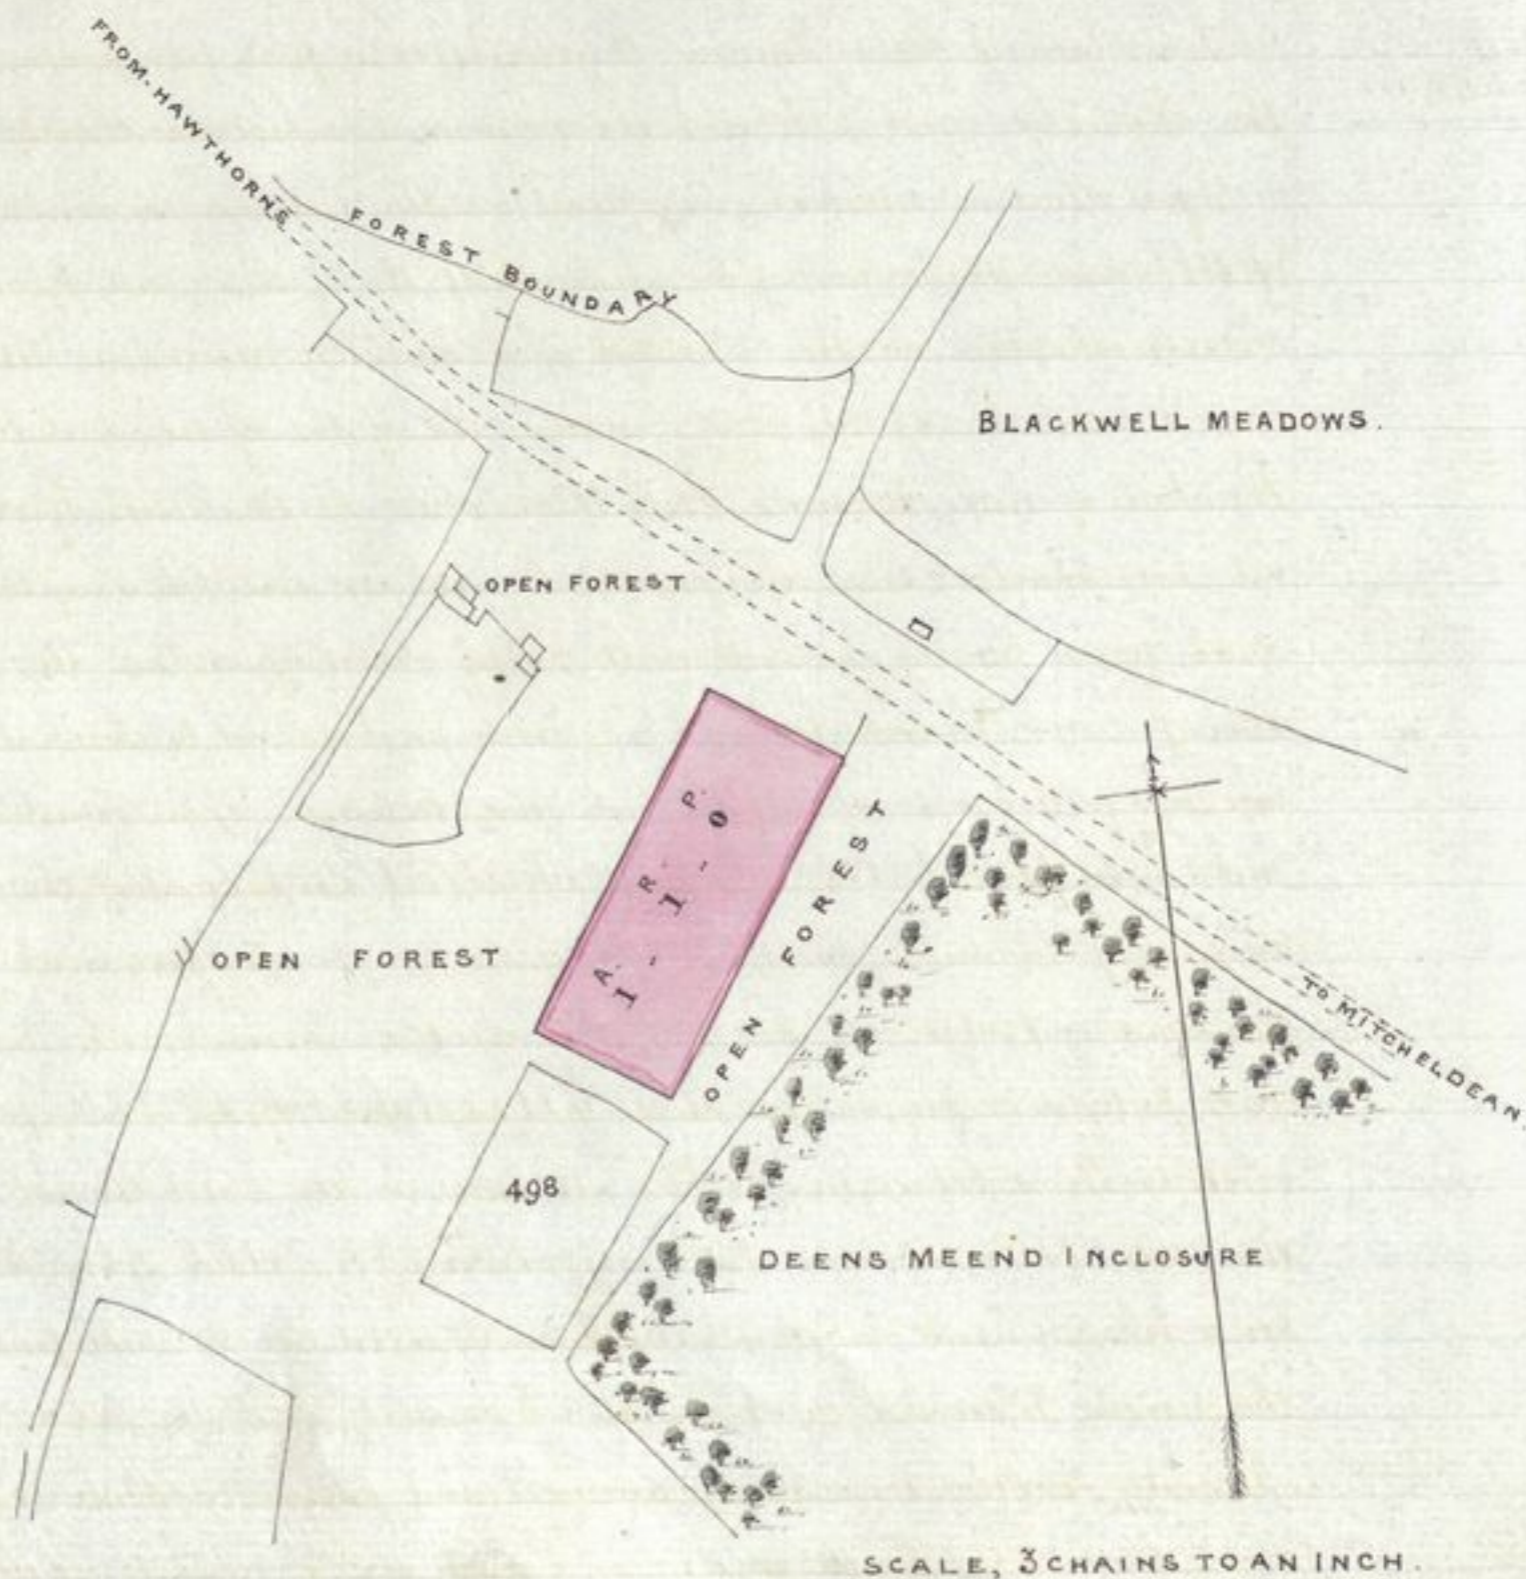 FROM-HAWTHORNE
FOREST BOUNDARY
BLACKWELL MEADOWS.
OPEN FOREST
A. R. P.
1 - 1 - 0
OPEN FOREST
OPEN FOREST
TO MITCHELDEAN.
498
DEENS MEEND INCLOSURE
SCALE, 3 CHAINS TO AN INCH.